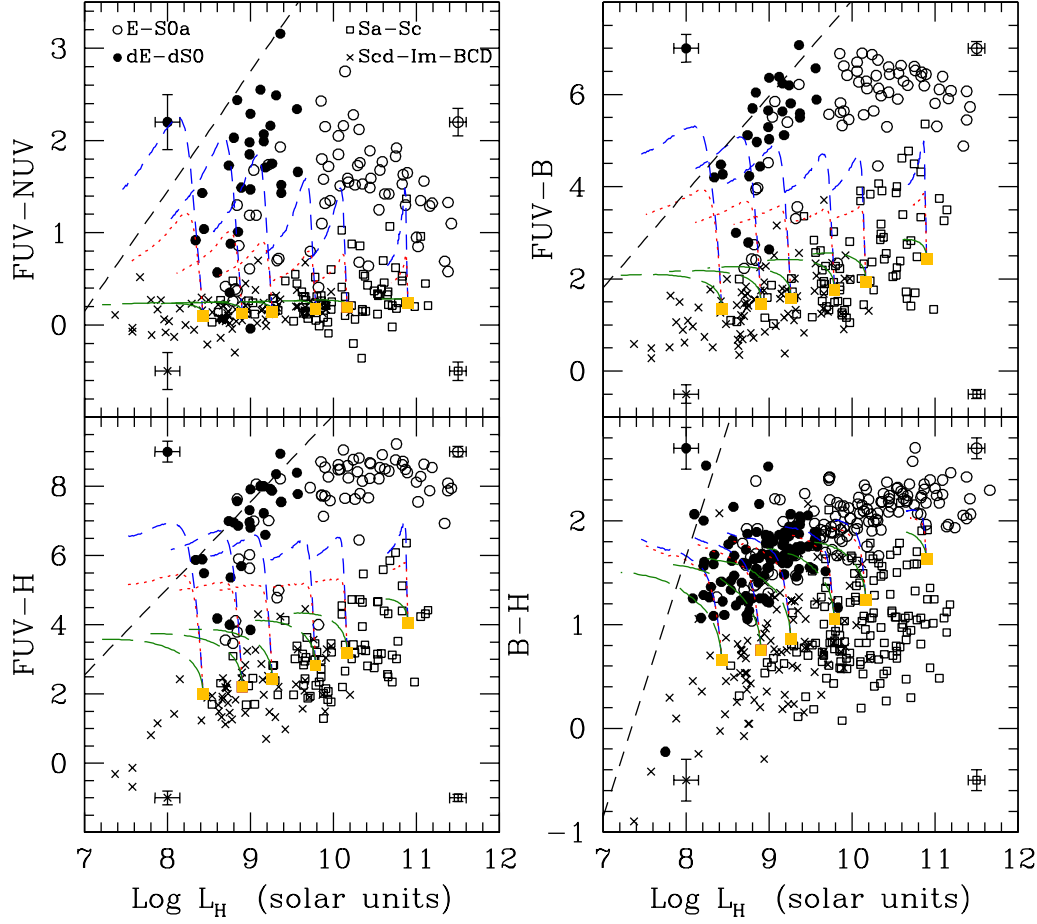 E-S0a
Sa-Sc
dE-dS0
Scd-Im-BCD
3
2
1
0
FUV-NUV
6
4
2
0
FUV-B
8
6
4
2
0
FUV-H
2
1
0
-1
B-H
7 8 9 10 11 12
7 8 9 10 11 12
Log L_H (solar units)
Log L_H (solar units)